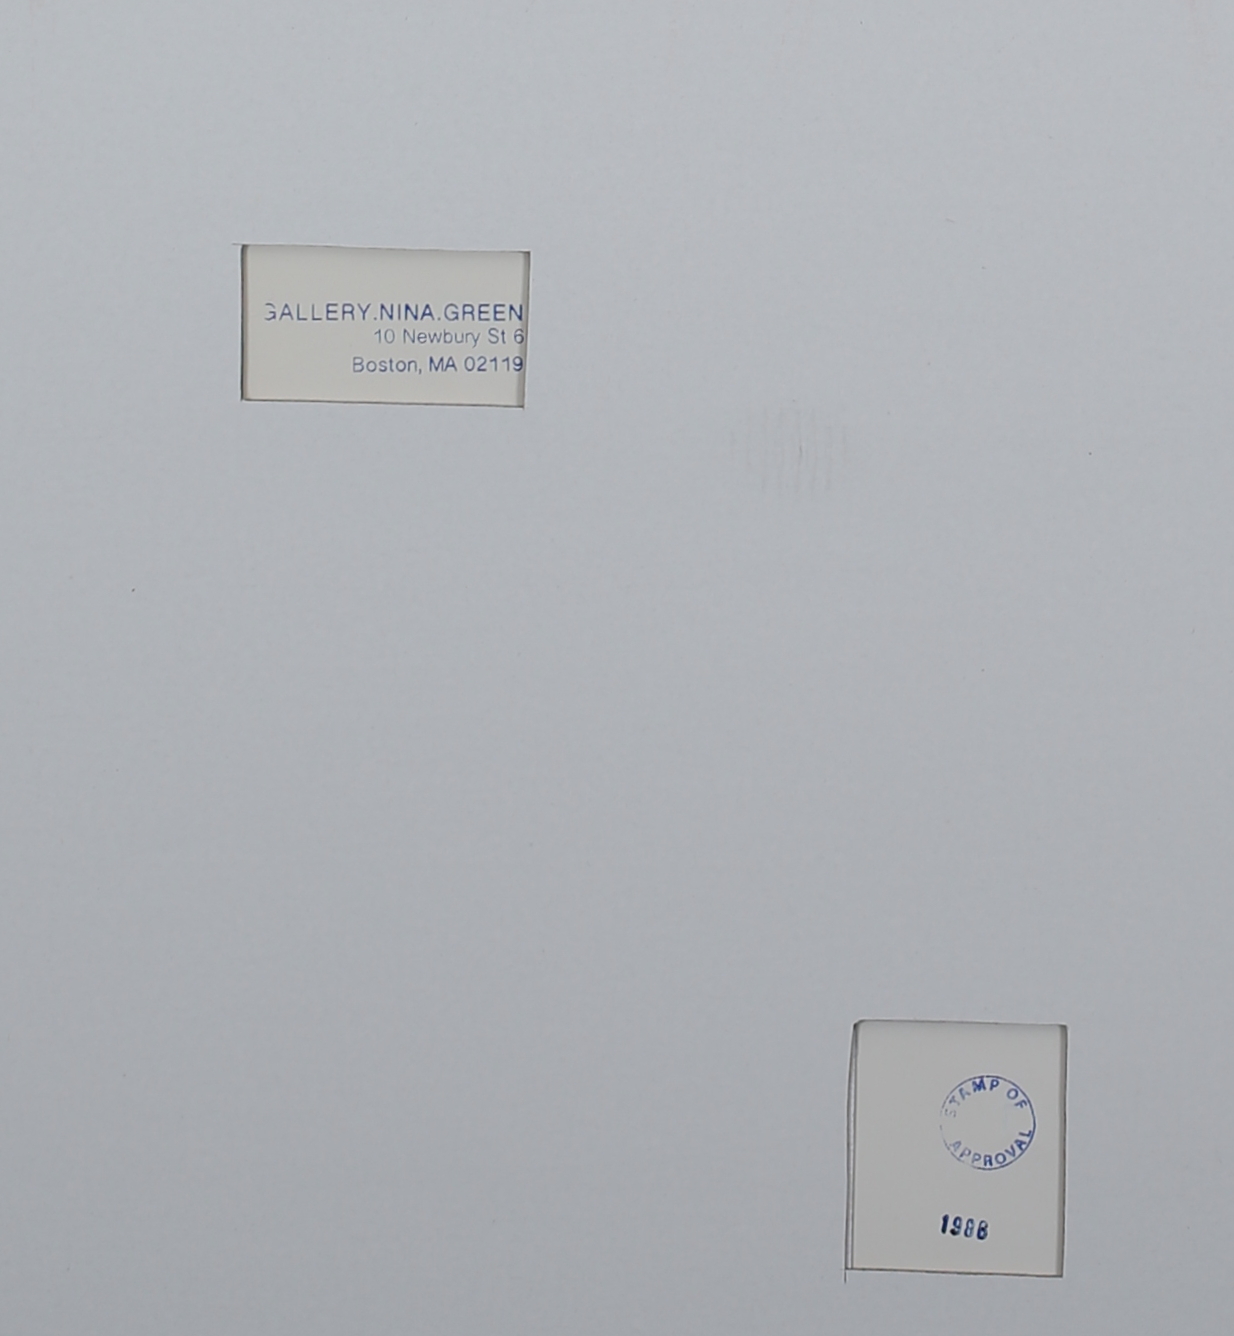 GALLERY.NINA.GREEN
10 Newbury St 6
Boston, MA 02119
STAMP OF
APPROVAL
1988